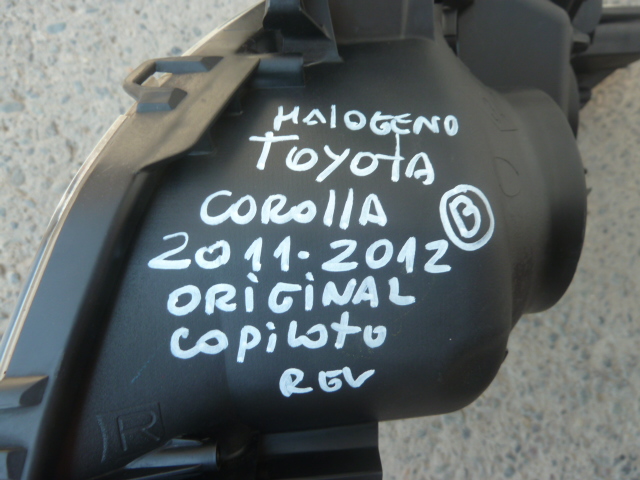 HAlOGENO
TOYOTA
COROllA
B
2011-2012
ORiGiNAL
COPiLOtO
REV
R